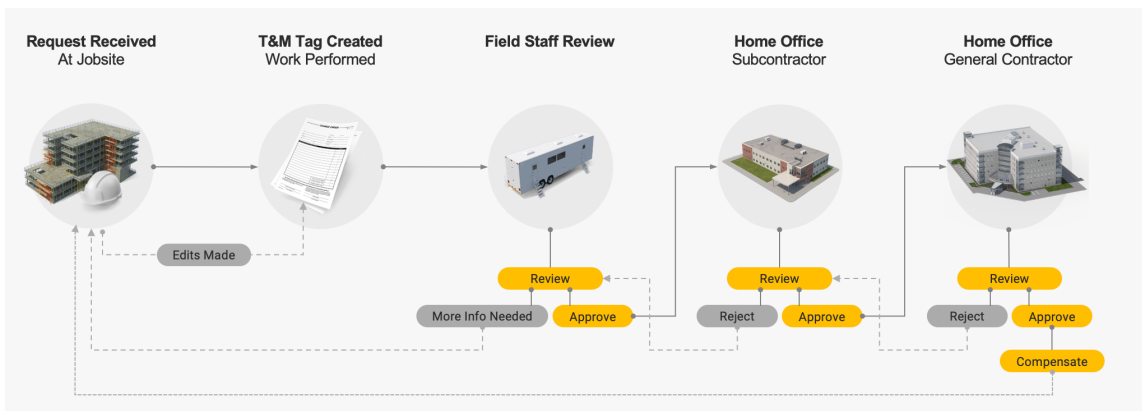 Request Received
At Jobsite
T&M Tag Created
Work Performed
Field Staff Review
Home Office
Subcontractor
Home Office
General Contractor
Edits Made
Review
Review
Review
More Info Needed
Approve
Reject
Approve
Reject
Approve
Compensate